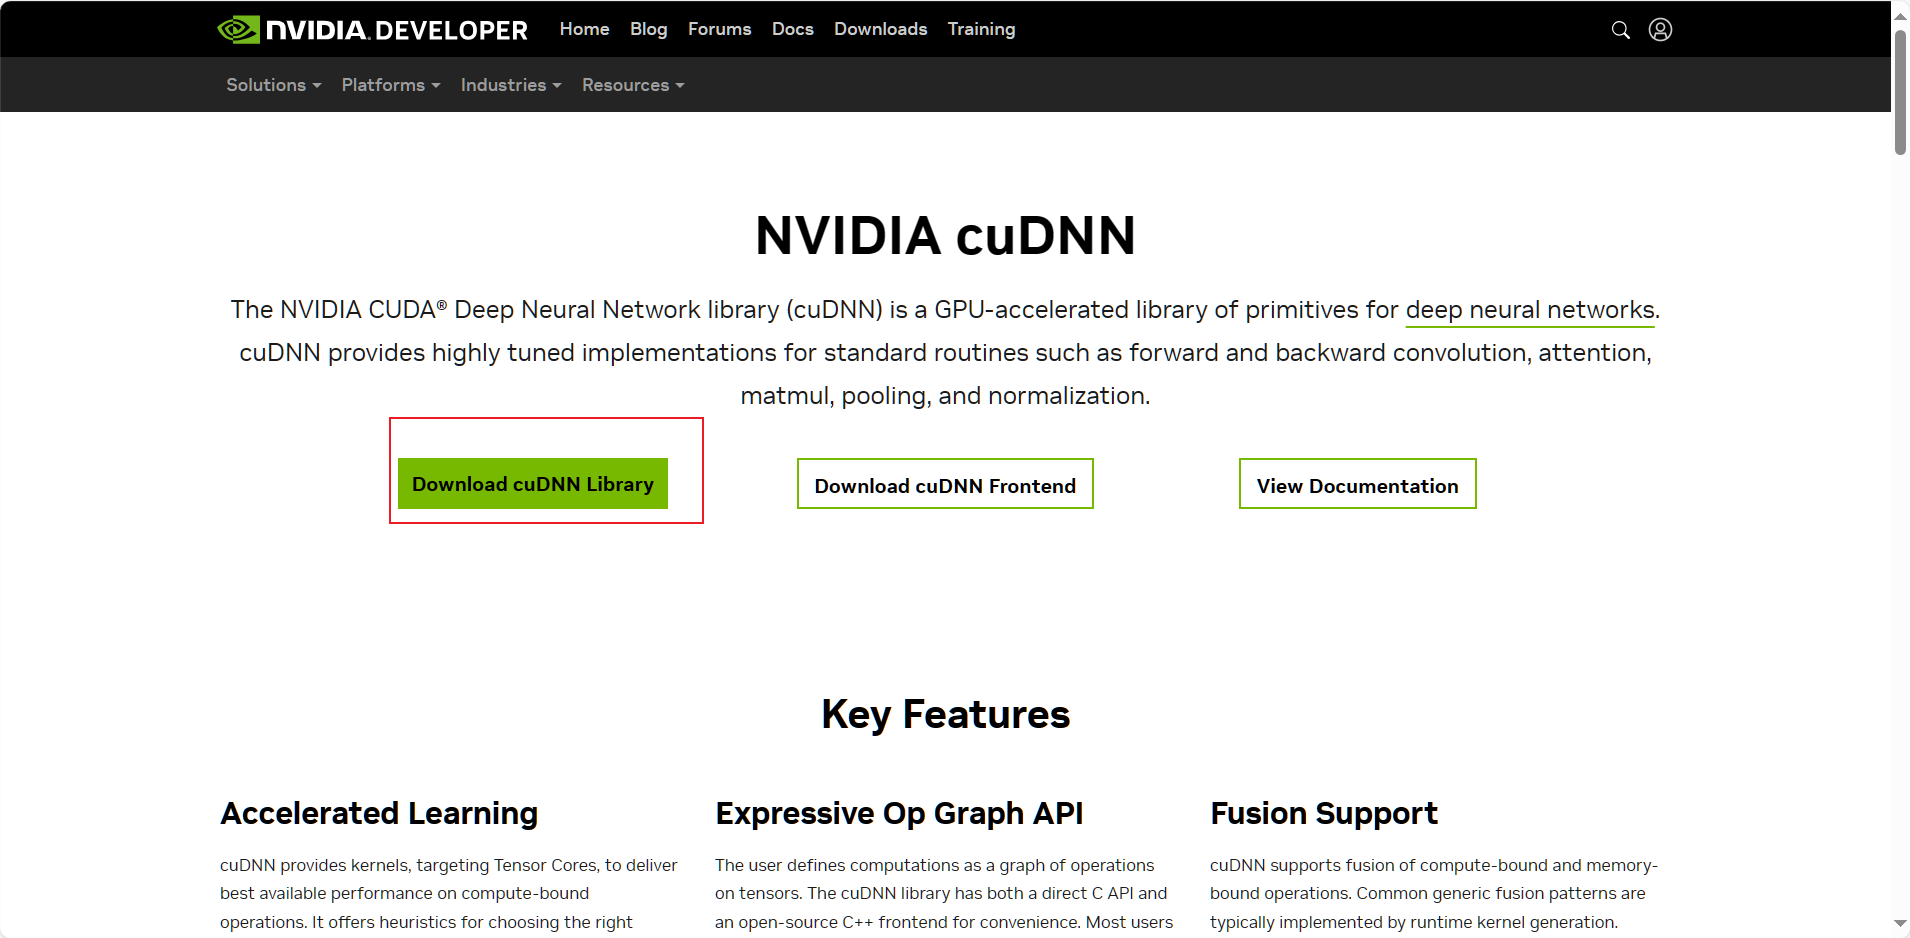 NVIDIA. DEVELOPER Home Blog Forums Docs Downloads Training
Solutions Platforms Industries Resources
NVIDIA cuDNN
The NVIDIA CUDA® Deep Neural Network library (cuDNN) is a GPU-accelerated library of primitives for deep neural networks.
cuDNN provides highly tuned implementations for standard routines such as forward and backward convolution, attention,
matmul, pooling, and normalization.
Download cuDNN Library
Download cuDNN Frontend
View Documentation
Key Features
Accelerated Learning
cuDNN provides kernels, targeting Tensor Cores, to deliver
best available performance on compute-bound
operations. It offers heuristics for choosing the right
Expressive Op Graph API
The user defines computations as a graph of operations
on tensors. The cuDNN library has both a direct C API and
an open-source C++ frontend for convenience. Most users
Fusion Support
cuDNN supports fusion of compute-bound and memory-
bound operations. Common generic fusion patterns are
typically implemented by runtime kernel generation.